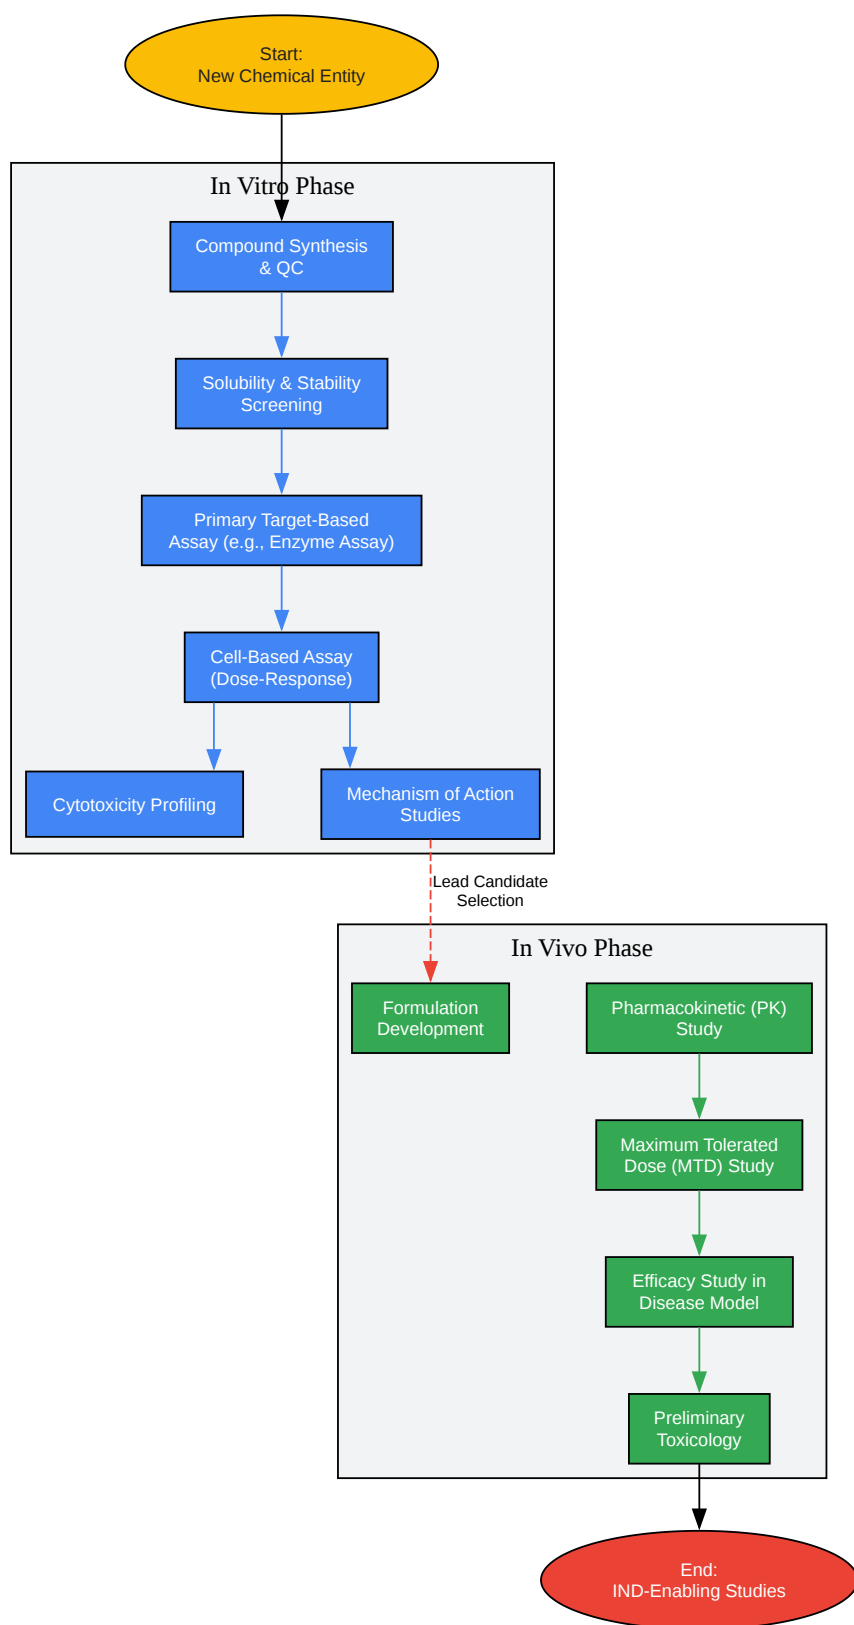 Start:
New Chemical Entity
In Vitro Phase
Compound Synthesis
& QC
Solubility & Stability
Screening
Primary Target-Based
Assay (e.g., Enzyme Assay)
Cell-Based Assay
(Dose-Response)
Cytotoxicity Profiling
Mechanism of Action
Studies
Lead Candidate
Selection
In Vivo Phase
Formulation
Development
Pharmacokinetic (PK)
Study
Maximum Tolerated
Dose (MTD) Study
Efficacy Study in
Disease Model
Preliminary
Toxicology
End:
IND-Enabling Studies